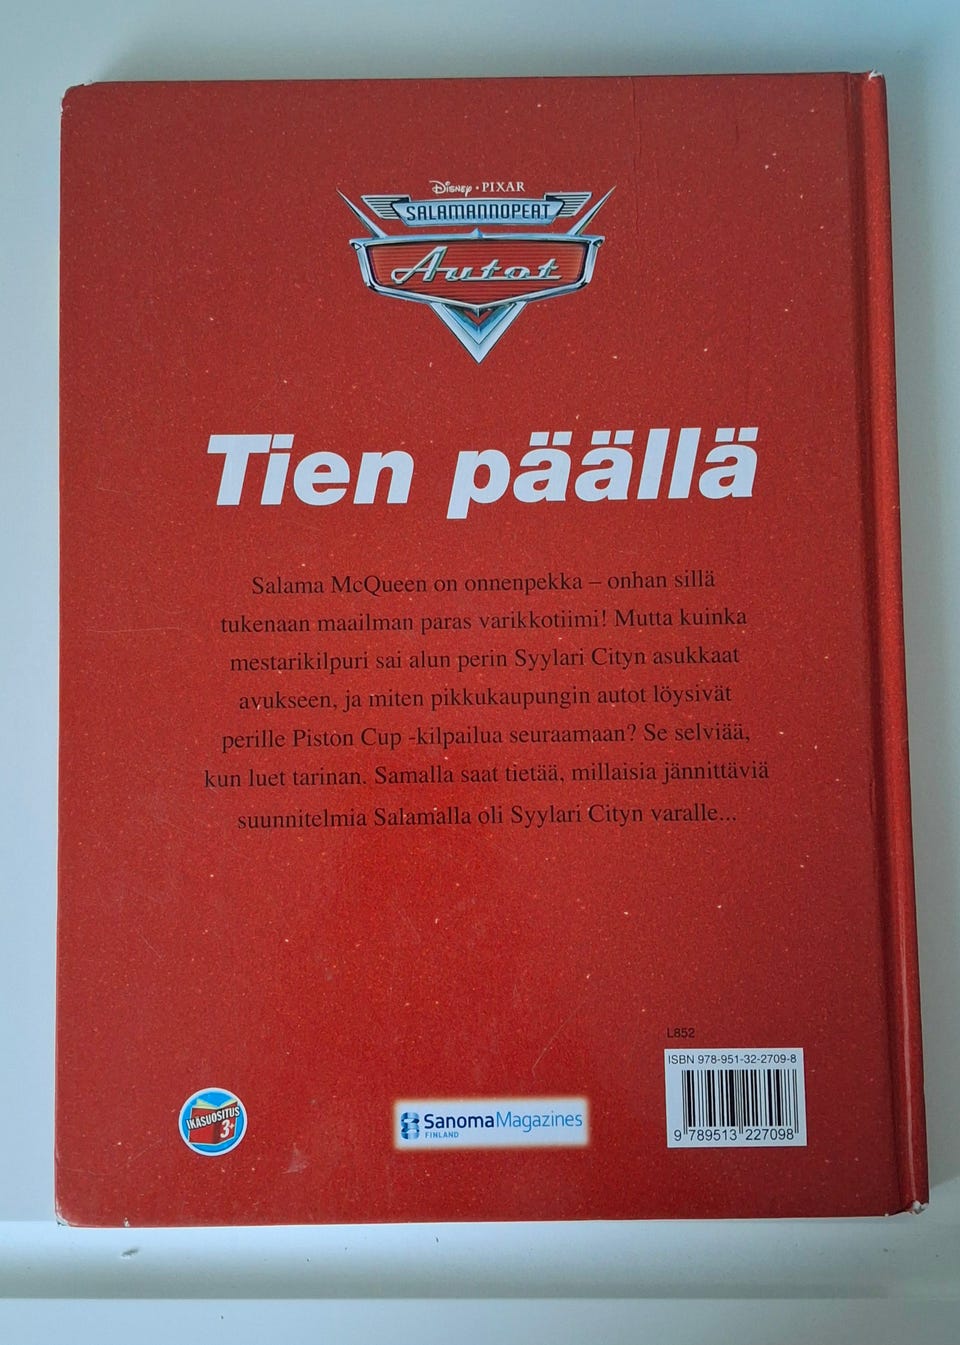 Disney • PIXAR
SALAMANNOPEAT
Autot
Tien päällä
Salama McQueen on onnenpekka – onhan sillä
tukenaan maailman paras varikkotiimi! Mutta kuinka
mestarikilpuri sai alun perin Syylari Cityn asukkaat
avukseen, ja miten pikkukaupungin autot löysivät
perille Piston Cup -kilpailua seuraamaan? Se selviää,
kun luet tarinan. Samalla saat tietää, millaisia jännittäviä
suunnitelmia Salamalla oli Syylari Cityn varalle...
L852
ISBN 978-951-32-2709-8
9 789513 227098
IKÄSUOSITUS
3+
SanomaMagazines
FINLAND